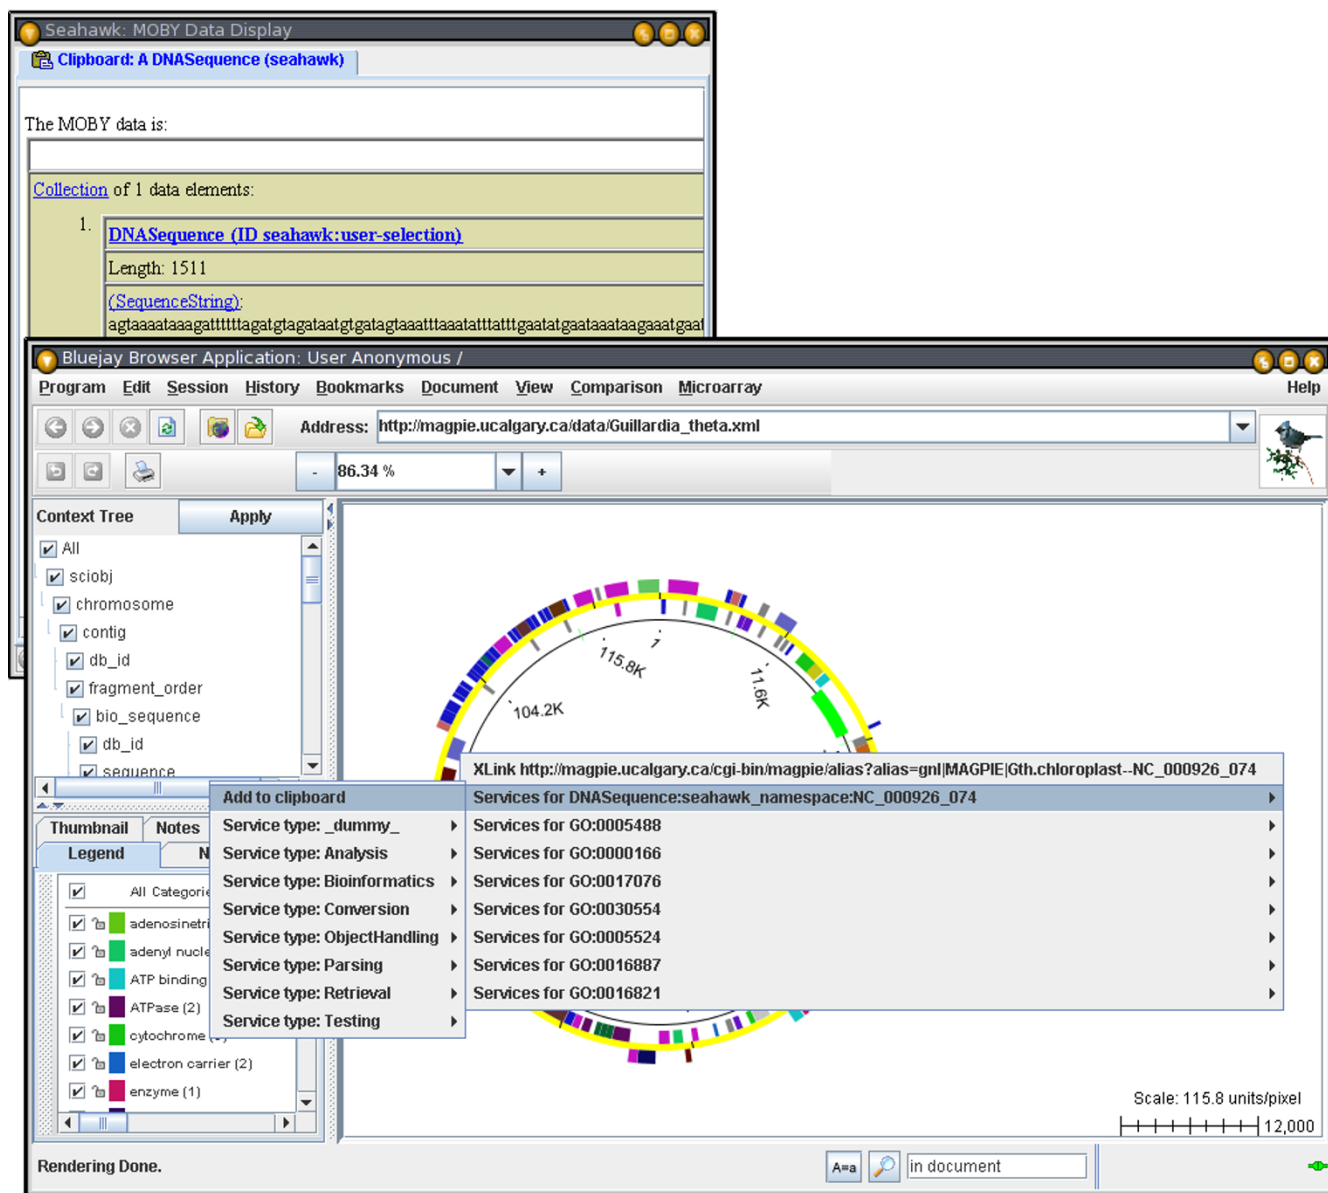 Seahawk: MOBY Data Display
Clipboard: A DNASequence (seahawk)
The MOBY data is:
Collection of 1 data elements:
1.
DNASequence (ID seahawk:user-selection)
Length: 1511
(SequenceString):
agtaaaataaagattttttagatgtagataatgtgatagtaaatttaaatatttatttgaatatgaataaataagaaatgaat
Bluejay Browser Application: User Anonymous /
Program Edit Session History Bookmarks Document View Comparison Microarray Help
Address: http://magpie.ucalgary.ca/data/Guillardia_theta.xml
- 86.34 % +
Context Tree Apply
All
sciobj
chromosome
contig
db_id
fragment_order
bio_sequence
db_id
sequence
1
11.6K
115.8K
104.2K
XLink http://magpie.ucalgary.ca/cgi-bin/magpie/alias?alias=gnl|MAGPIE|Gth.chloroplast--NC_000926_074
Services for DNASequence:seahawk_namespace:NC_000926_074
Services for GO:0005488
Services for GO:0000166
Services for GO:0017076
Services for GO:0030554
Services for GO:0005524
Services for GO:0016887
Services for GO:0016821
Add to clipboard
Service type: _dummy_
Service type: Analysis
Service type: Bioinformatics
Service type: Conversion
Service type: ObjectHandling
Service type: Parsing
Service type: Retrieval
Service type: Testing
Thumbnail Notes
Legend N
All Categorie
adenosinetri
adenyl nucle
ATP binding
ATPase (2)
cytochrome
electron carrier (2)
enzyme (1)
Scale: 115.8 units/pixel
12,000
Rendering Done.
A=a in document